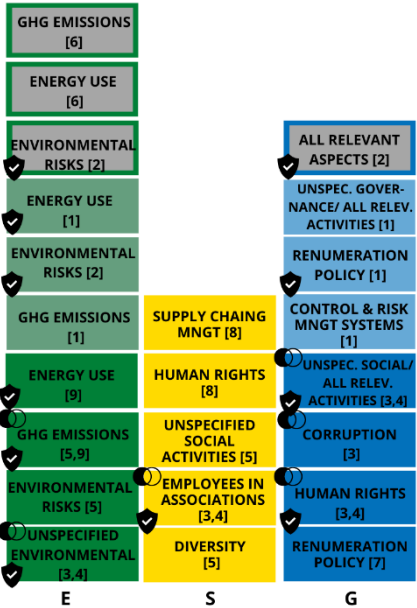 GHG EMISSIONS
[6]
ENERGY USE
[6]
ENVIRONMENTAL
RISKS [2]
ENERGY USE
[1]
ENVIRONMENTAL
RISKS [2]
GHG EMISSIONS
[1]
ENERGY USE
[9]
GHG EMISSIONS
[5,9]
ENVIRONMENTAL
RISKS [5]
UNSPECIFIED
ENVIRONMENTAL
[3,4]
E
SUPPLY CHAING
MNGT [8]
HUMAN RIGHTS
[8]
UNSPECIFIED
SOCIAL
ACTIVITIES [5]
EMPLOYEES IN
ASSOCIATIONS
[3,4]
DIVERSITY
[5]
S
ALL RELEVANT
ASPECTS [2]
UNSPEC. GOVER-
NANCE/ ALL RELEV.
ACTIVITIES [1]
RENUMERATION
POLICY [1]
CONTROL & RISK
MNGT SYSTEMS
[1]
UNSPEC. SOCIAL/
ALL RELEV.
ACTIVITIES [3,4]
CORRUPTION
[3]
HUMAN RIGHTS
[3,4]
RENUMERATION
POLICY [7]
G